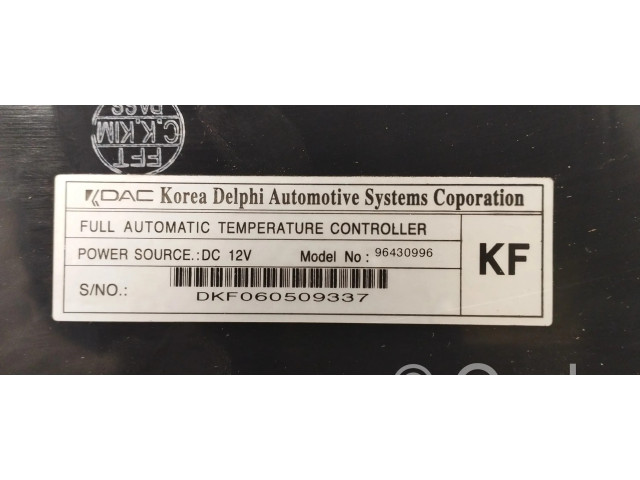 FFT
C.K.KIM
PASS
KDAC Korea Delphi Automotive Systems Coporation
FULL AUTOMATIC TEMPERATURE CONTROLLER
POWER SOURCE.:DC 12V Model No : 96430996
KF
S/NO.:
DKF060509337